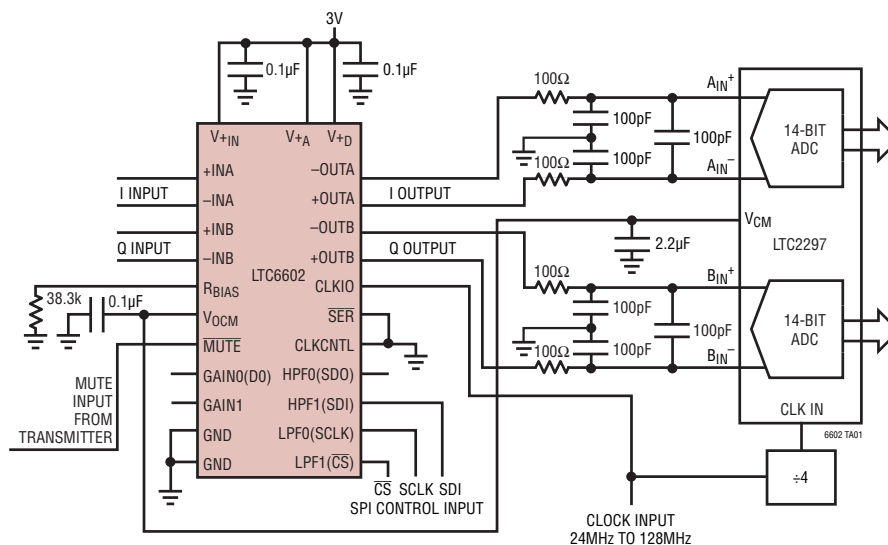 3V
0.1µF
0.1µF
V+IN
V+A
V+D
+INA
I INPUT
–INA
+INB
Q INPUT
–INB
RBIAS
38.3k
0.1µF
VOCM
MUTE
MUTE
INPUT
FROM
TRANSMITTER
GAIN0(D0)
GAIN1
GND
GND
LTC6602
–OUTA
+OUTA
I OUTPUT
–OUTB
Q OUTPUT
+OUTB
CLKIO
SER
CLKCNTL
HPF0(SDO)
HPF1(SDI)
LPF0(SCLK)
LPF1(CS)
CS SCLK SDI
SPI CONTROL INPUT
100Ω
100pF
100pF
100pF
100Ω
AIN+
AIN–
14-BIT
ADC
VCM
2.2µF
LTC2297
100Ω
100pF
100pF
100pF
100Ω
BIN+
BIN–
14-BIT
ADC
CLK IN
6602 TA01
÷4
CLOCK INPUT
24MHz TO 128MHz